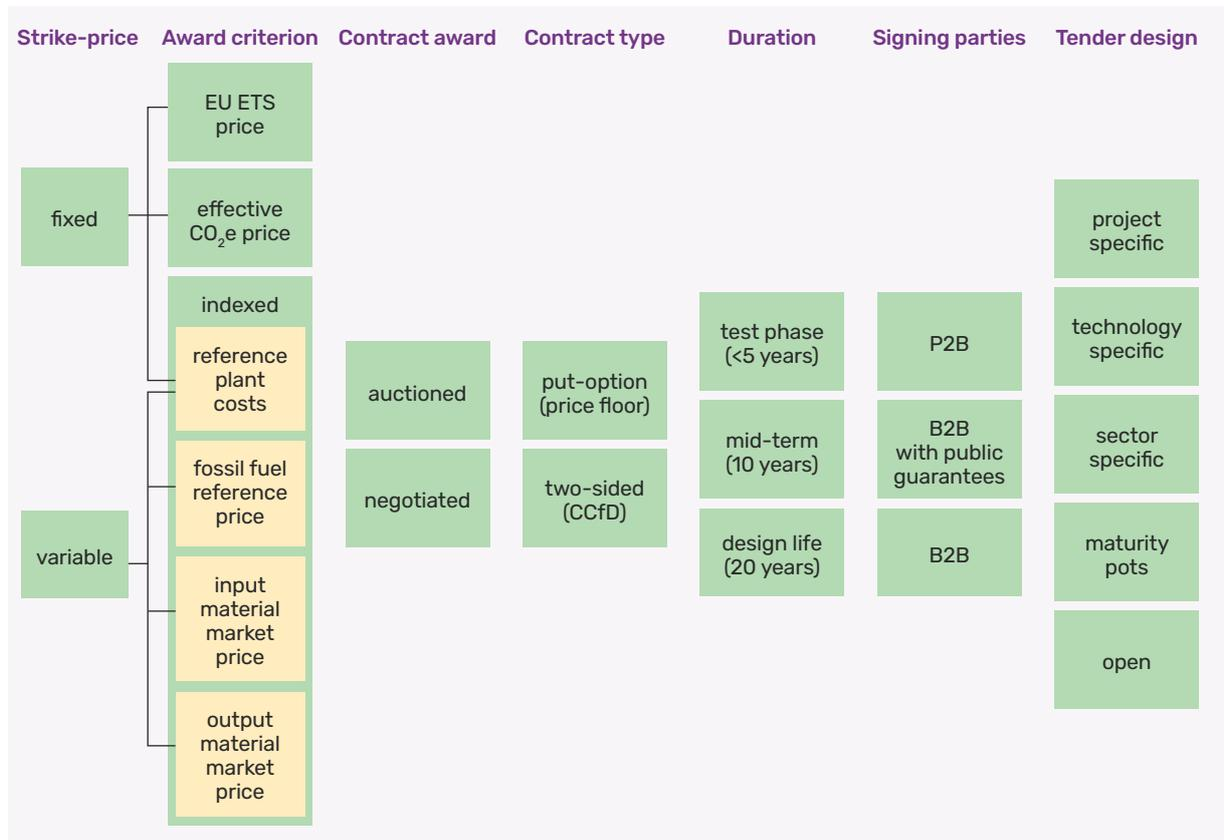 Strike-price
Award criterion
Contract award
Contract type
Duration
Signing parties
Tender design
fixed
variable
EU ETS
price
effective
CO₂e price
indexed
reference
plant
costs
fossil fuel
reference
price
input
material
market
price
output
material
market
price
auctioned
negotiated
put-option
(price floor)
two-sided
(CCfD)
test phase
(<5 years)
mid-term
(10 years)
design life
(20 years)
P2B
B2B
with public
guarantees
B2B
project
specific
technology
specific
sector
specific
maturity
pots
open